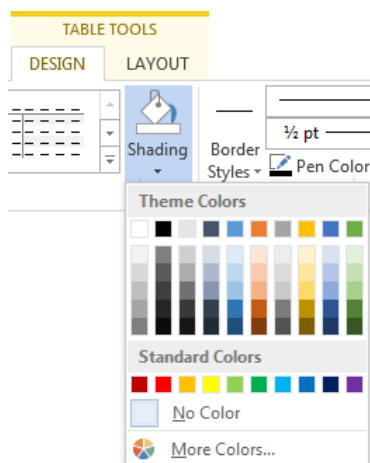 TABLE TOOLS
DESIGN LAYOUT
½ pt
Shading
Border
Styles
Pen Color
Theme Colors
Standard Colors
No Color
More Colors...